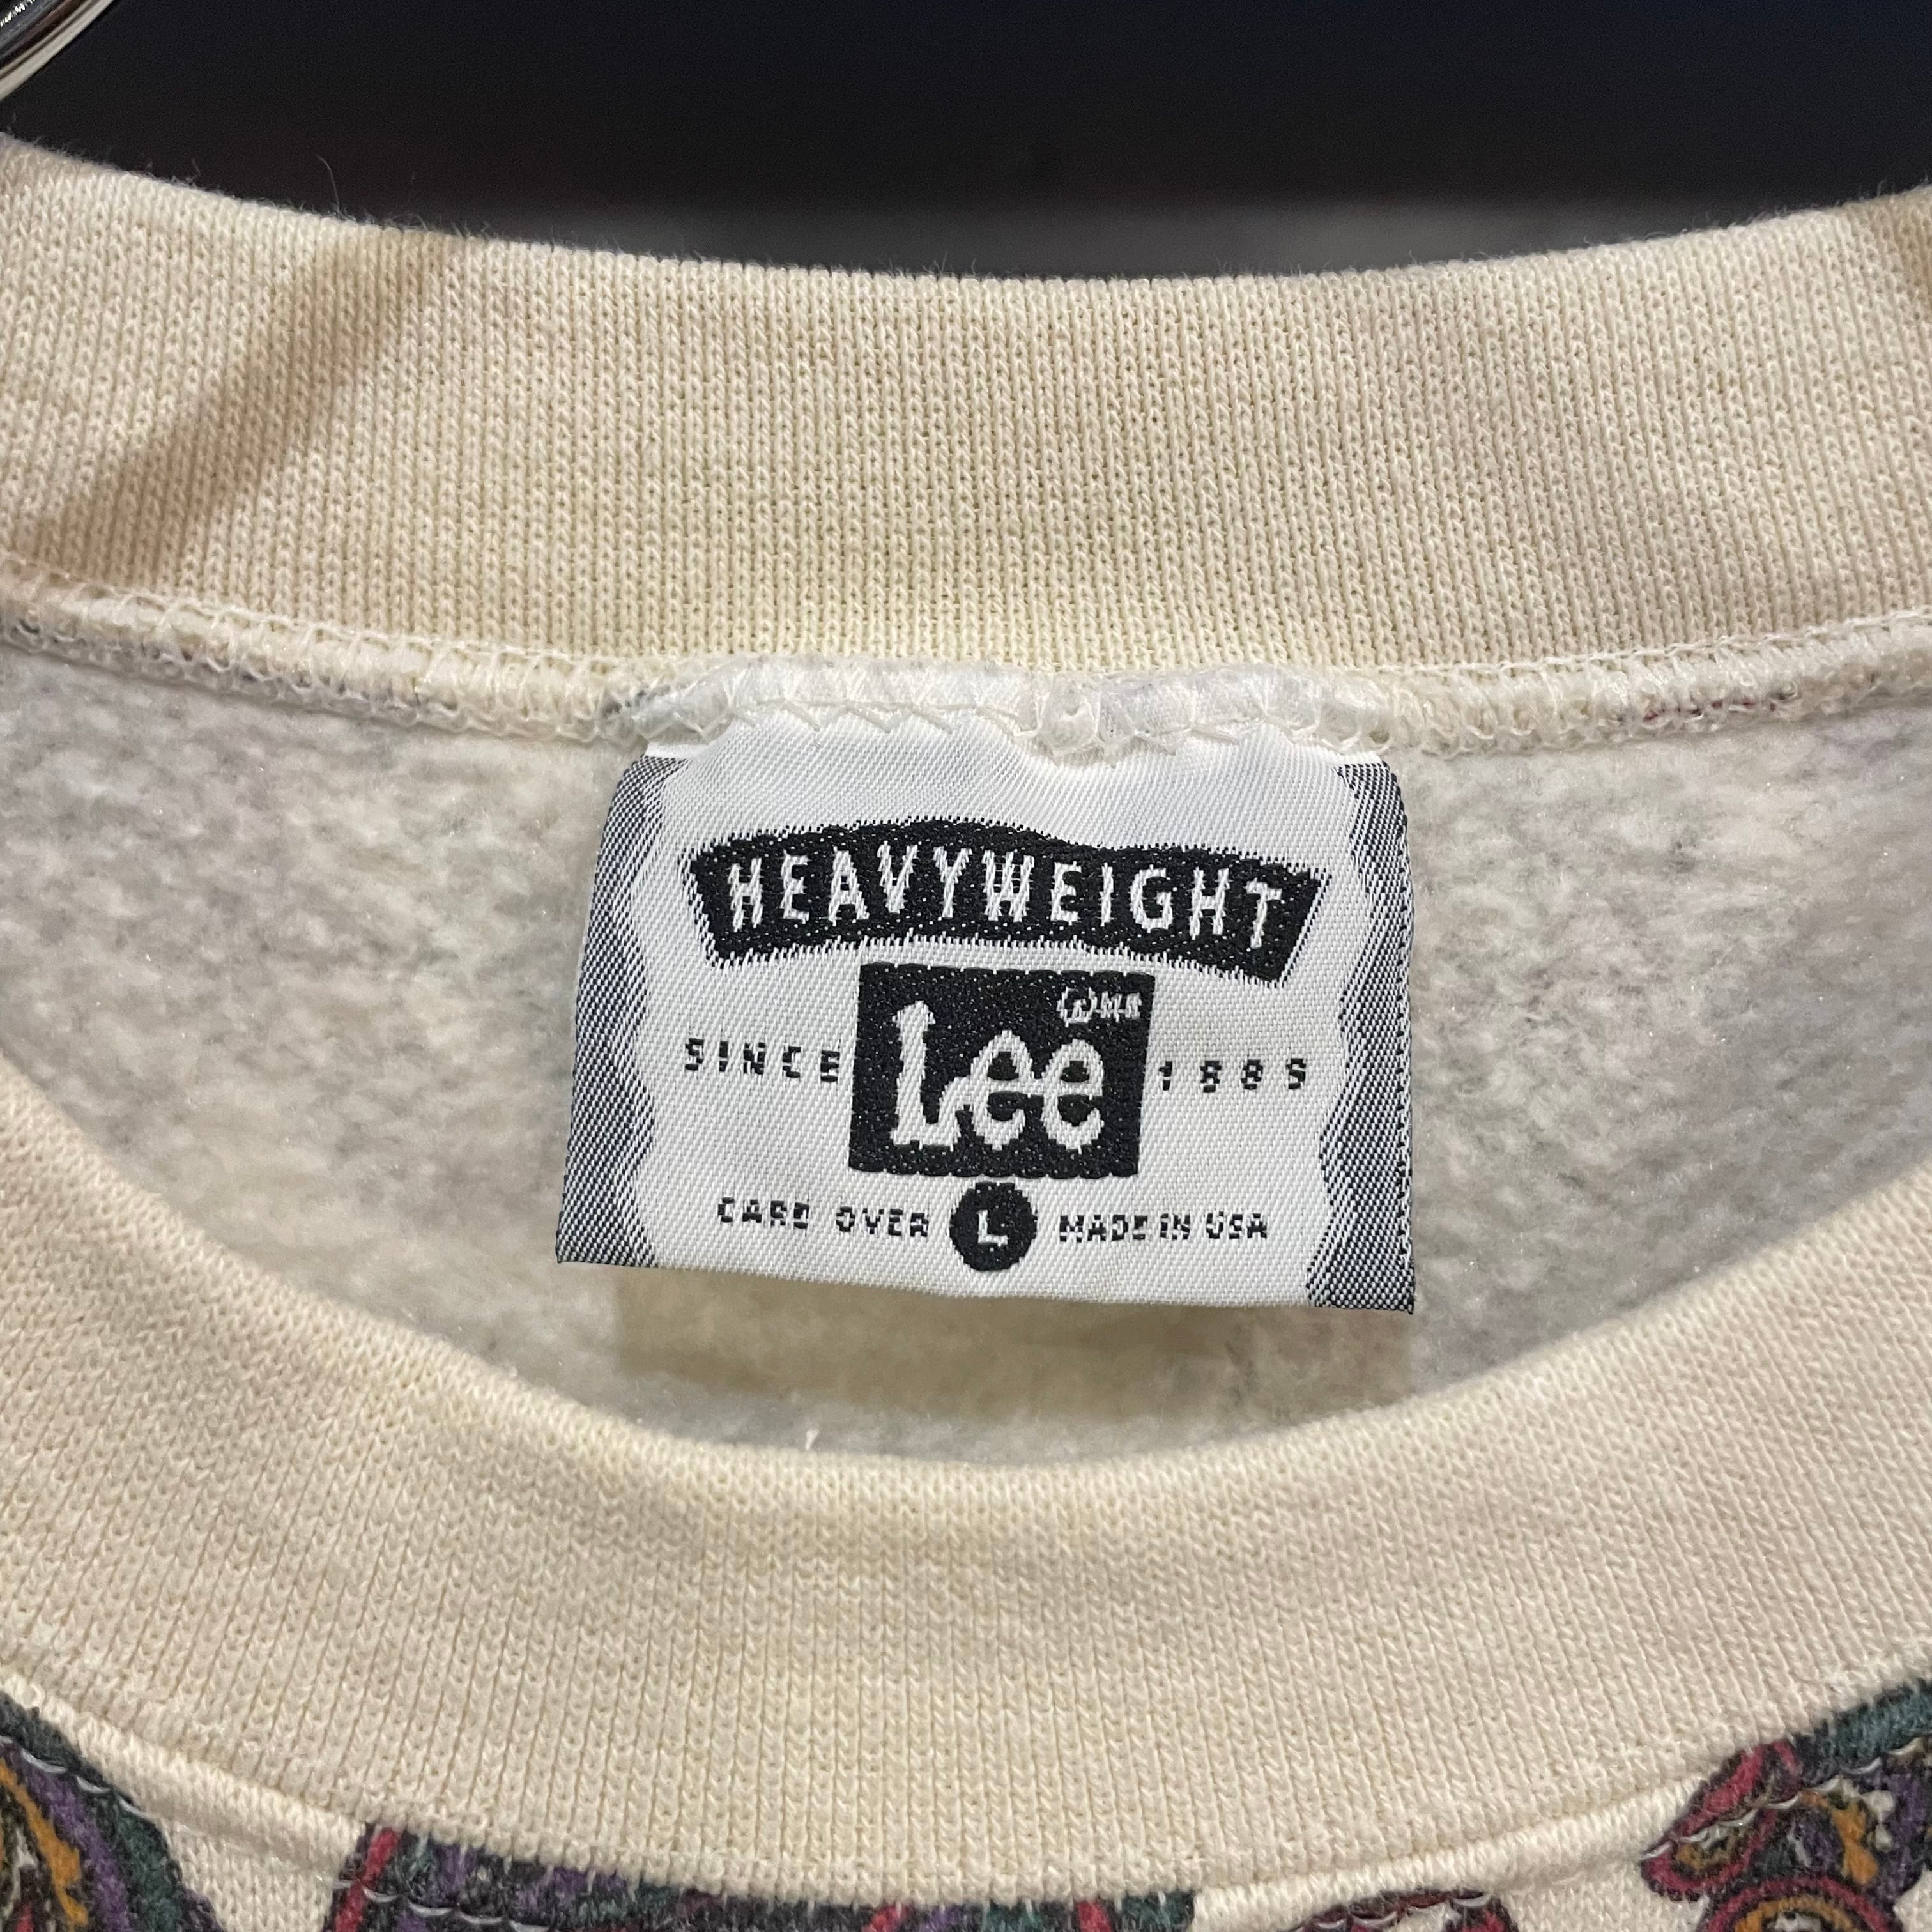 HEAVYWEIGHT
Lee ® M.R.
SINCE 1889
CARE OVER L MADE IN USA